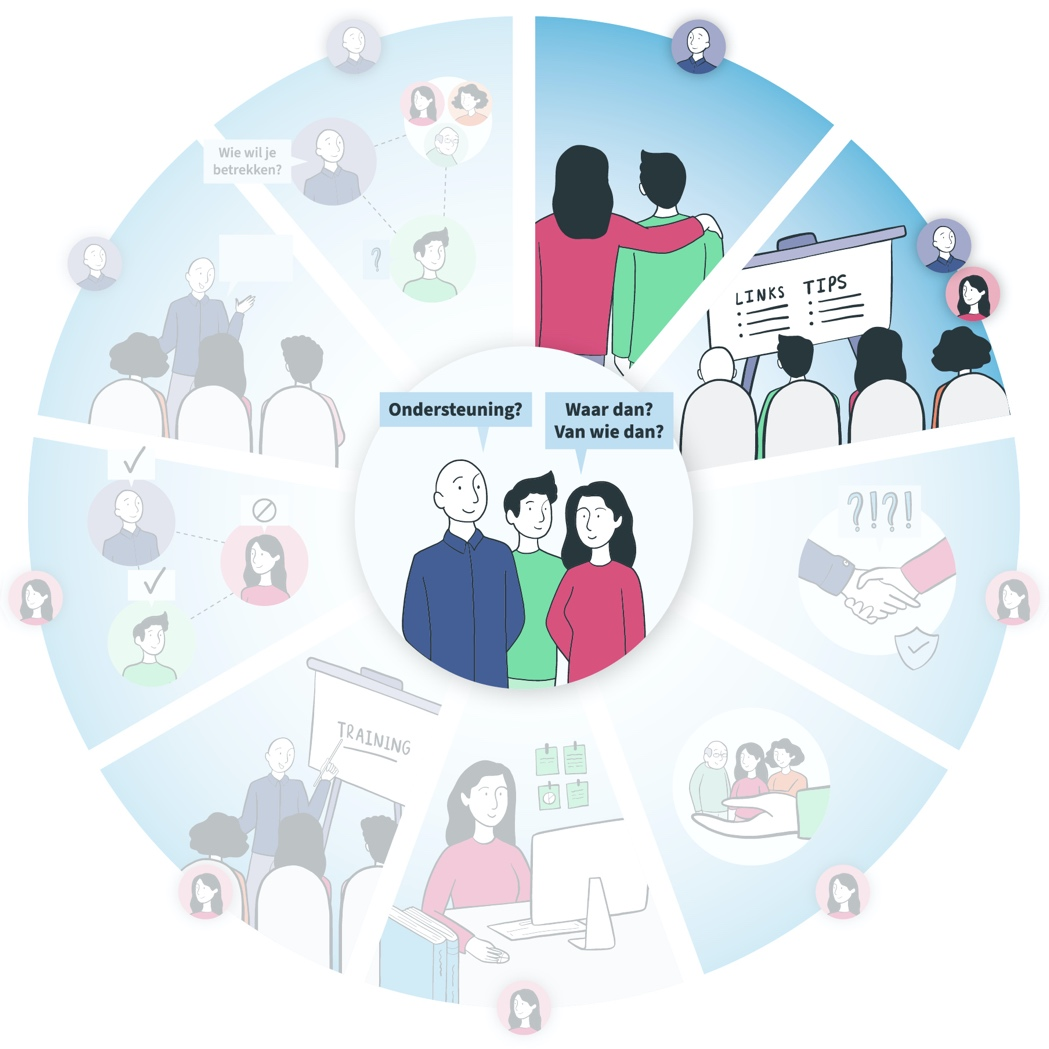 Wie wil je
betrekken?
?
LINKS TIPS
Ondersteuning?
Waar dan?
Van wie dan?
?!?!
TRAINING